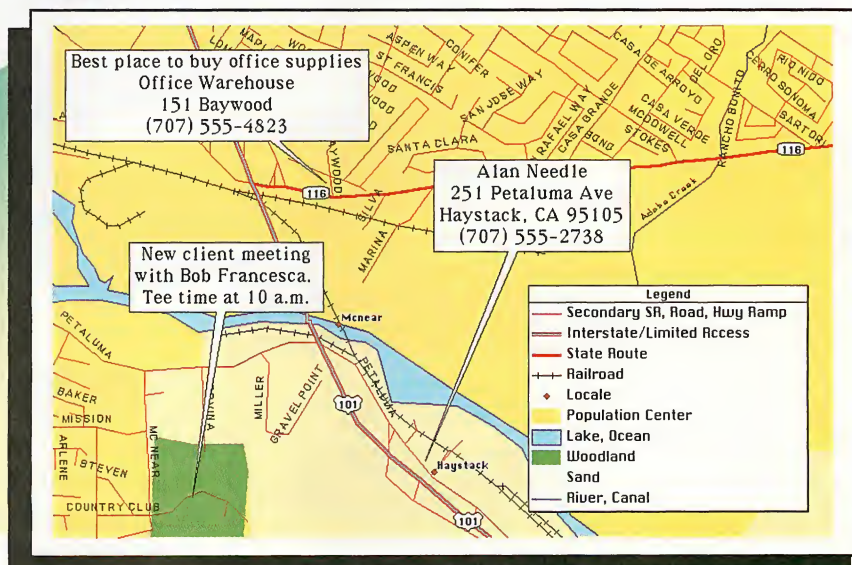 Best place to buy office supplies
Office Warehouse
151 Baywood
(707) 555-4823
Alan Needle
251 Petaluma Ave
Haystack, CA 95105
(707) 555-2738
New client meeting
with Bob Francesca.
Tee time at 10 a.m.
ASPEN WAY
ST FRANCIS
CONIFER
SAN JOSE WAY
SANTA CLARA
RAFAEL WAY
CASA GRANDE
BOND
STOKES
MCDOWELL
CASA VERDE
CASA DE ARROYO
DEL ORO
RANCHO BONITO
RIO NIDO
CERRO SOMONA
SARTORI
116
116
SILVA
MARINA
Adobe Creek
Mcnear
PETALUMA
PETALUMA
BAKER
MISSION
ARLENE
STEVEN
COUNTRY CLUB
MC NEAR
MILLER
GRAVEL POINT
101
Haystack
101
Legend
Secondary SR, Road, Hwy Ramp
Interstate/Limited Access
State Route
Railroad
Locale
Population Center
Lake, Ocean
Woodland
Sand
River, Canal